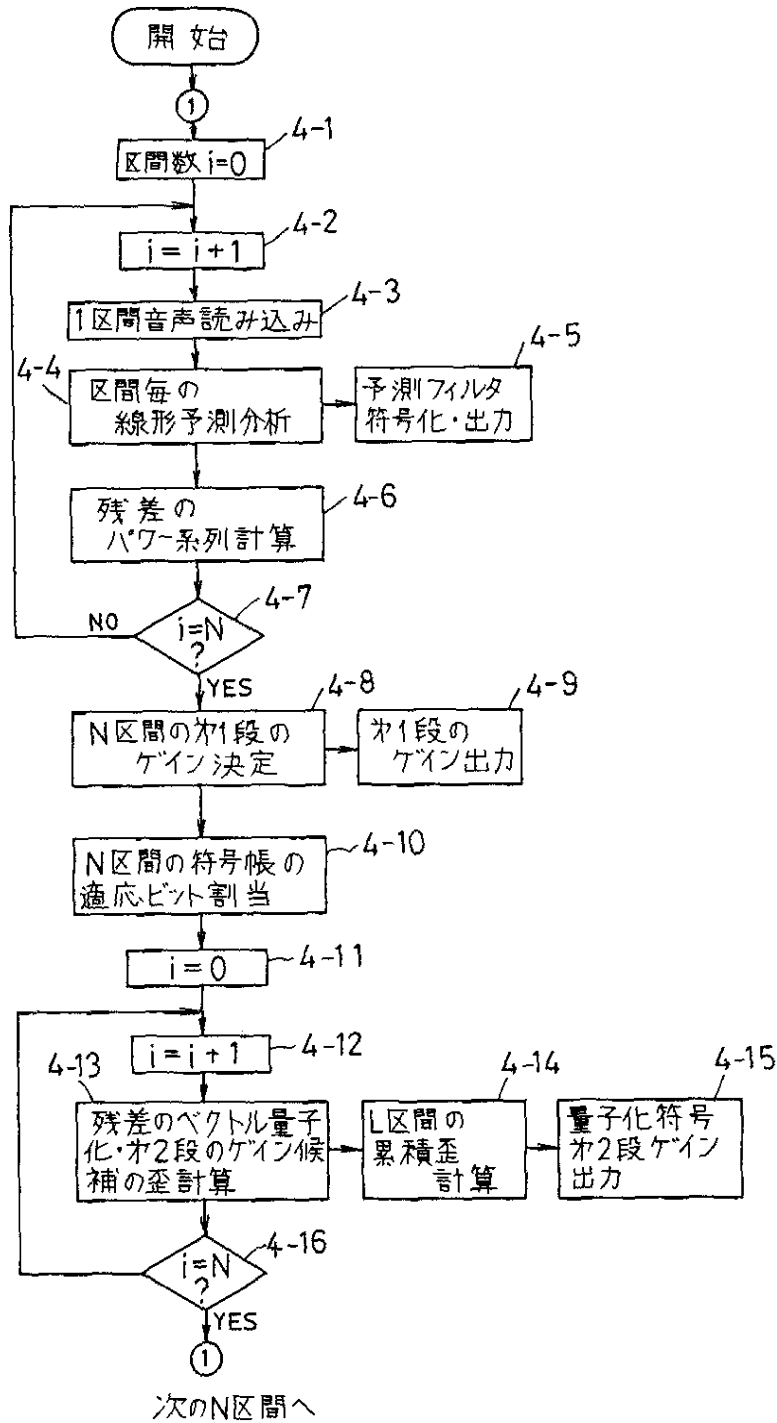 開始
①
4-1
区間数 i=0
4-2
i = i + 1
4-3
1区間音声読み込み
4-4
区間毎の
線形予測分析
4-5
予測フィルタ
符号化・出力
4-6
残差の
パワー系列計算
4-7
NO
i=N
?
YES
4-8
N区間の才1段の
ゲイン決定
4-9
才1段の
ゲイン出力
4-10
N区間の符号帳の
適応ビット割当
4-11
i = 0
4-12
i = i + 1
4-13
残差のベクトル量子
化・才2段のゲイン候
補の歪計算
4-14
L区間の
累積歪
計算
4-15
量子化符号
才2段ゲイン
出力
4-16
i=N
?
YES
①
次のN区間へ